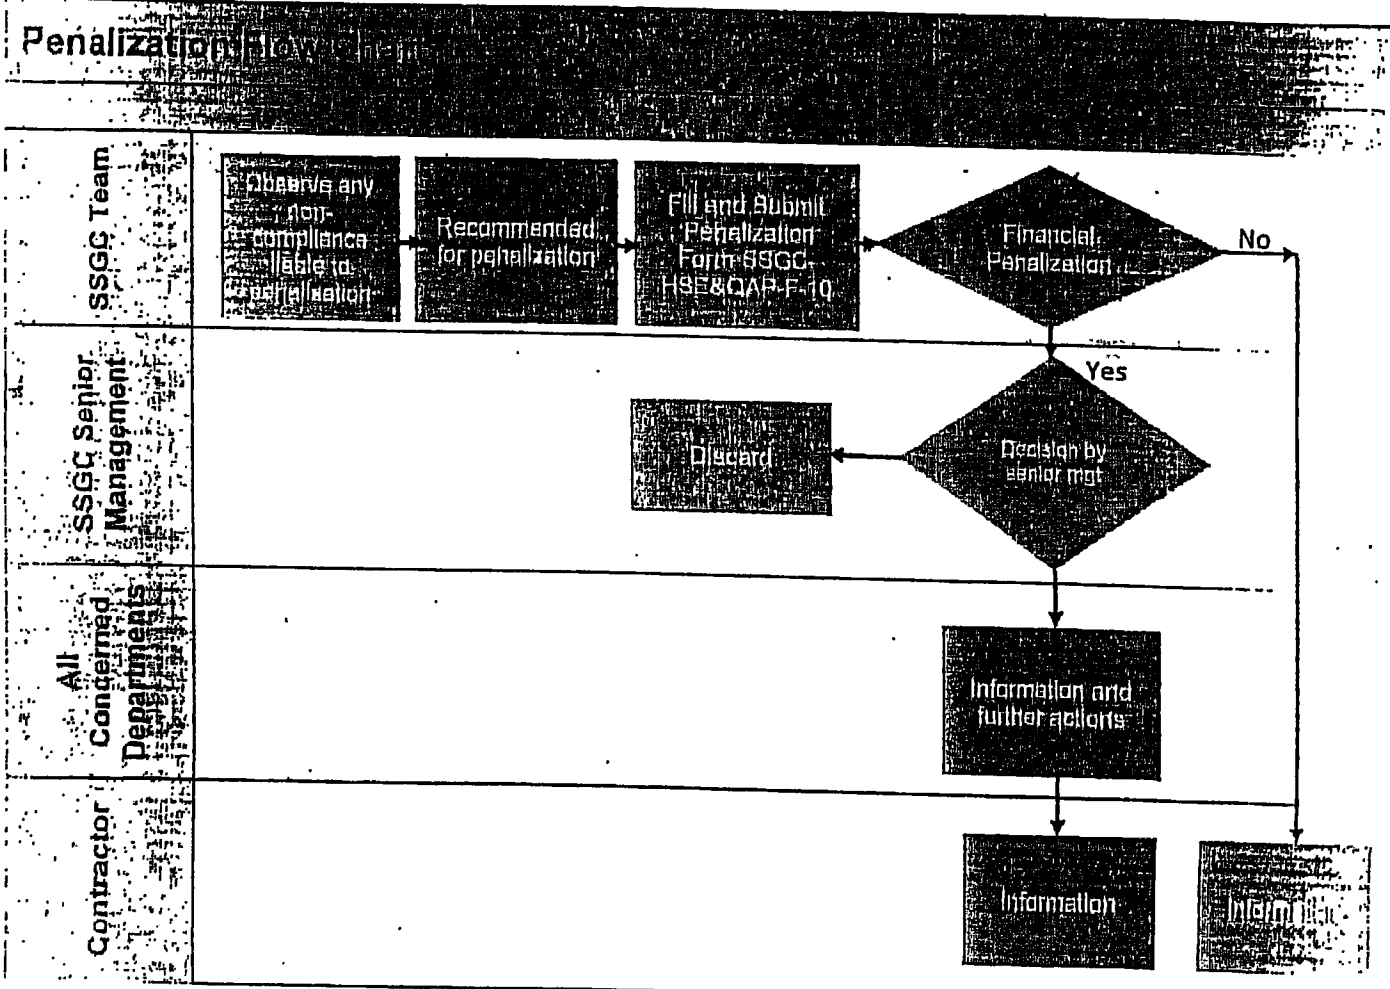 Penalization Flow Chart
SSGC Team
Observe any
non-
compliance
liable to
penalization
Recommended
for penalization
Fill and Submit
Penalization
Form SSGC-
HSE&QAP-F-10
Financial
Penalization
No
SSGC Senior
Management
Yes
Discard
Decision by
senior mgt
All
Concerned
Departments
Information and
further actions
Contractor
Information
Inform